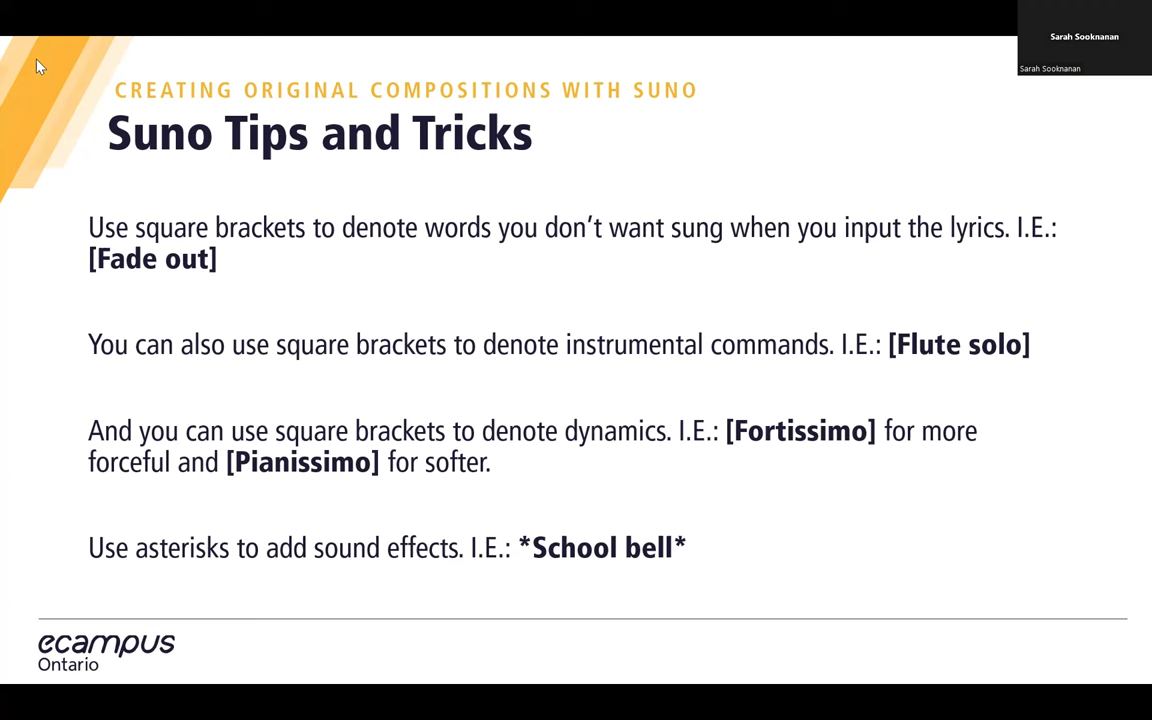 Sarah Sooknanan
Sarah Sooknanan
CREATING ORIGINAL COMPOSITIONS WITH SUNO
Suno Tips and Tricks
Use square brackets to denote words you don’t want sung when you input the lyrics. I.E.:
[Fade out]
You can also use square brackets to denote instrumental commands. I.E.: [Flute solo]
And you can use square brackets to denote dynamics. I.E.: [Fortissimo] for more
forceful and [Pianissimo] for softer.
Use asterisks to add sound effects. I.E.: *School bell*
ecampus
Ontario